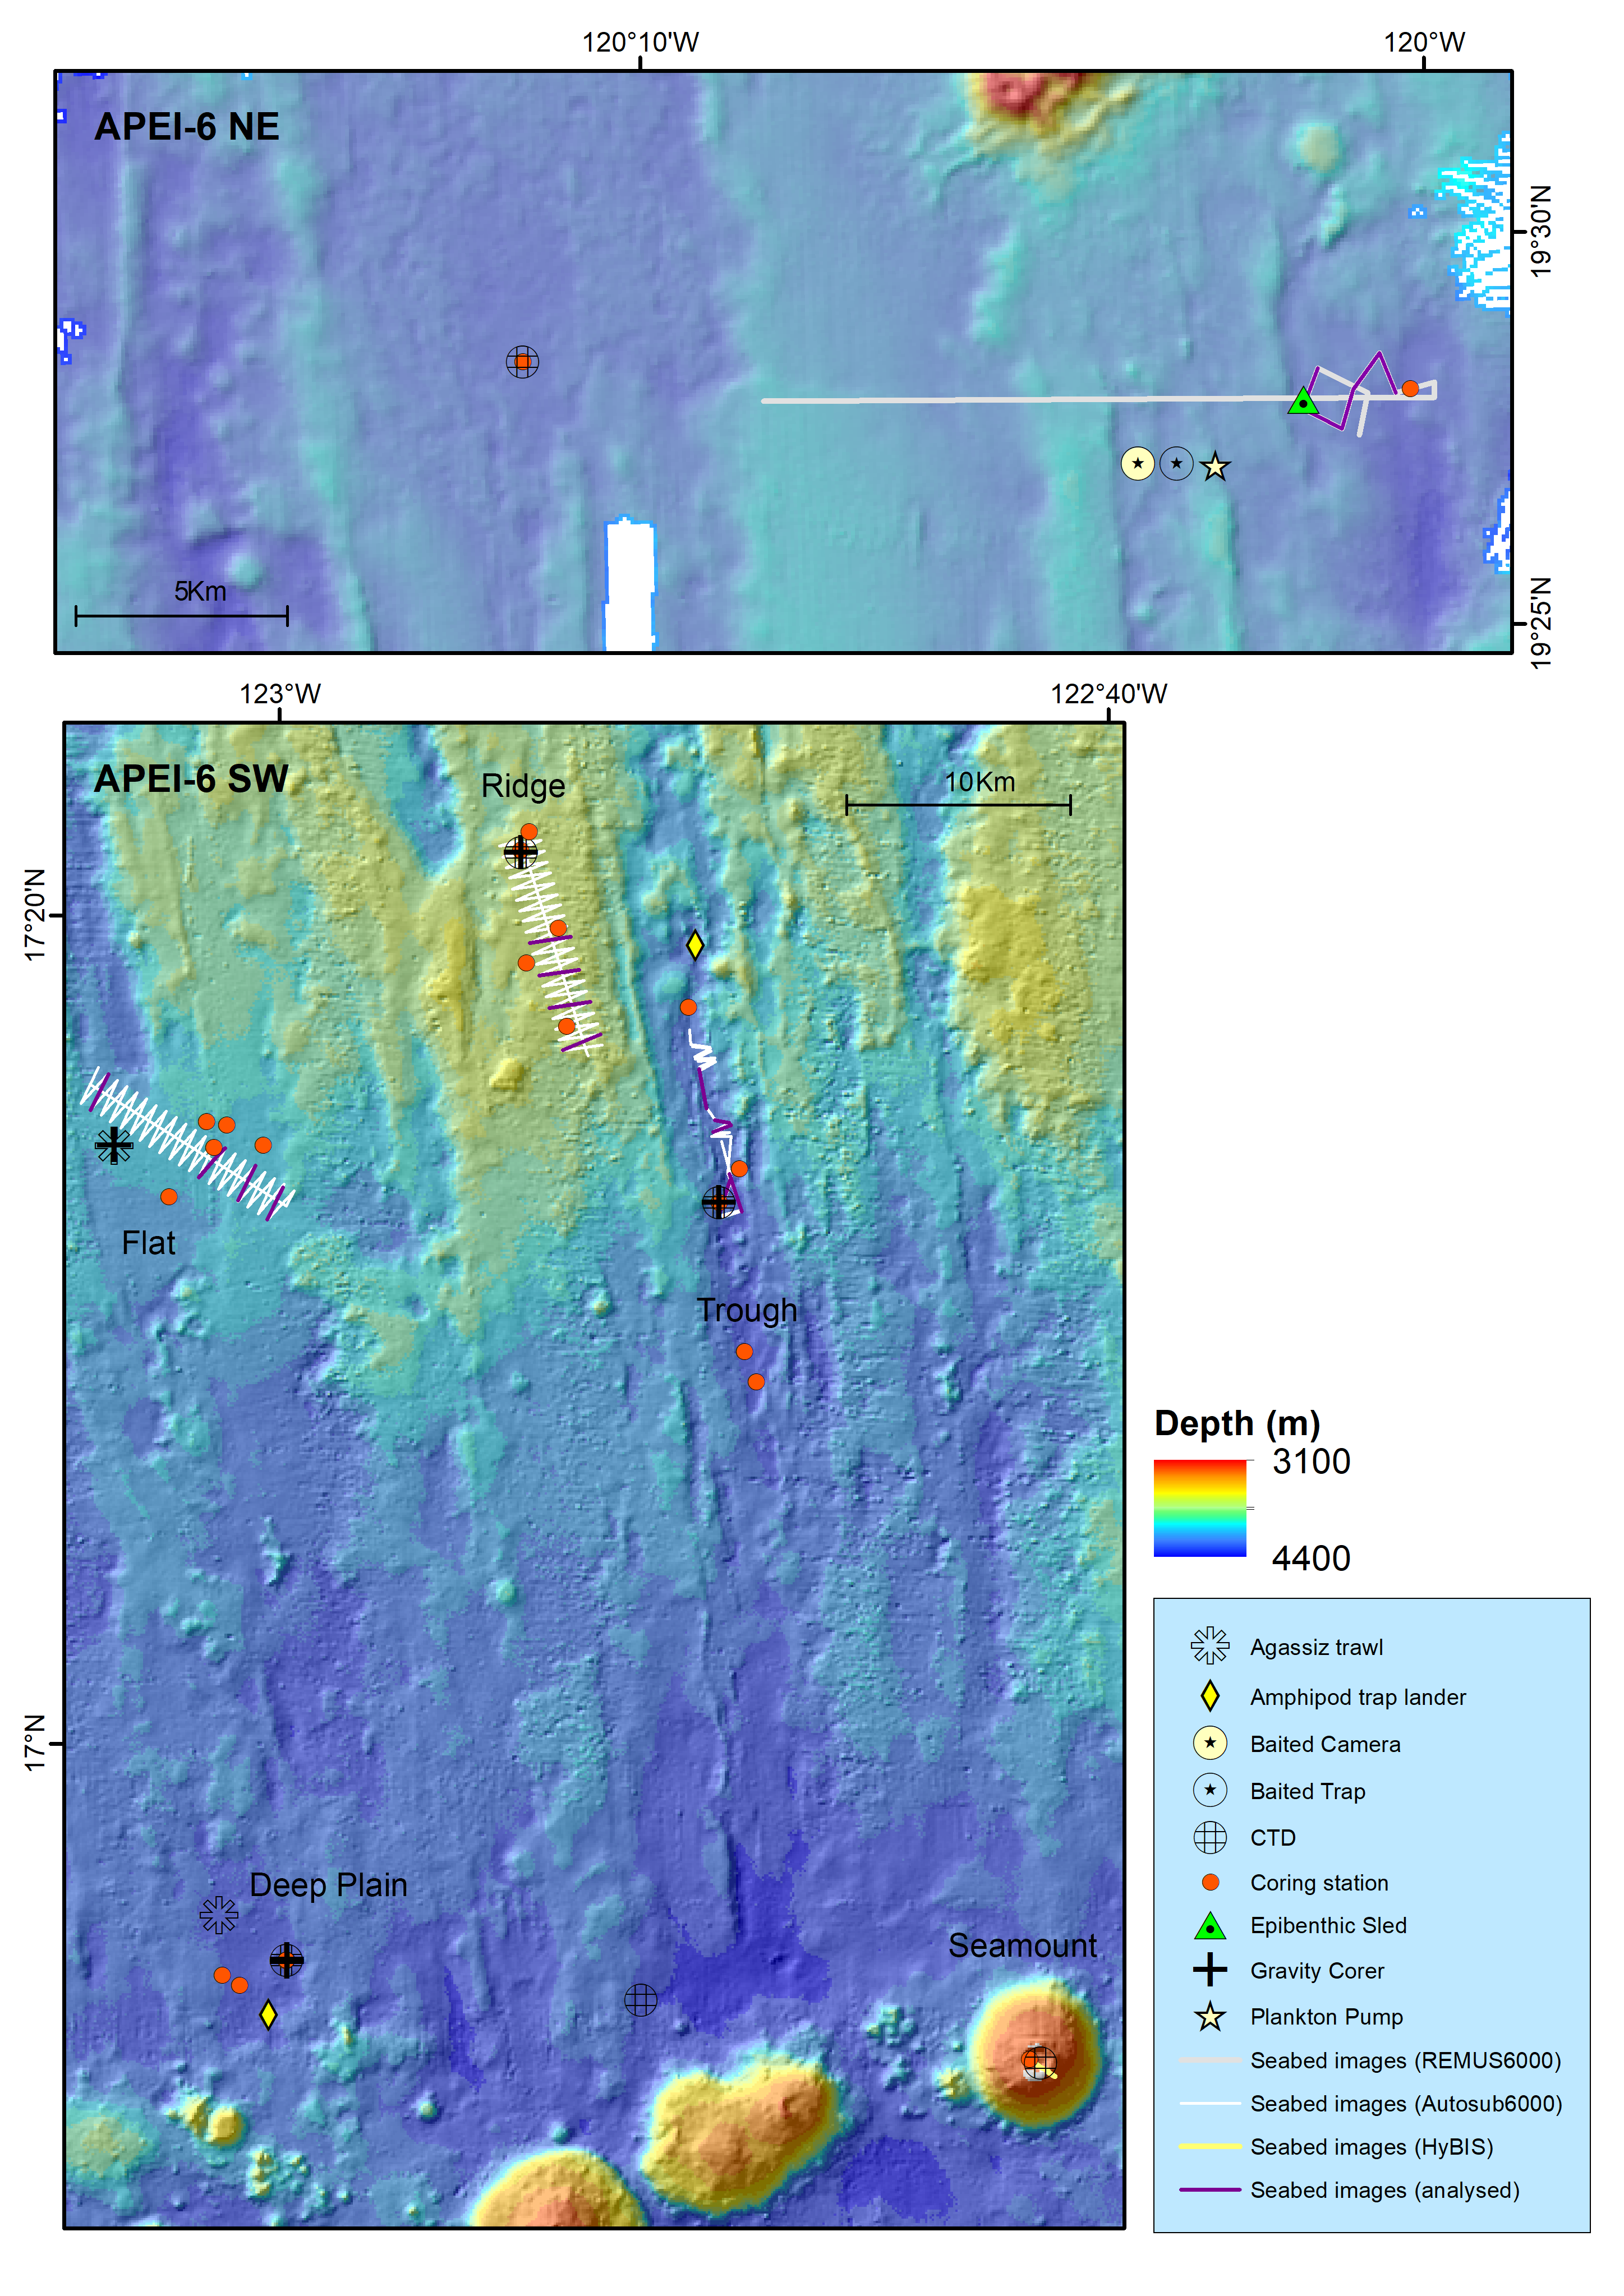 120°10'W
120°W
APEI-6 NE
19°30'N
5Km
19°25'N
123°W
122°40'W
APEI-6 SW
Ridge
10Km
17°20'N
Flat
Trough
Depth (m)
3100
4400
17°N
Deep Plain
Seamount
Agassiz trawl
Amphipod trap lander
Baited Camera
Baited Trap
CTD
Coring station
Epibenthic Sled
Gravity Corer
Plankton Pump
Seabed images (REMUS6000)
Seabed images (Autosub6000)
Seabed images (HyBIS)
Seabed images (analysed)